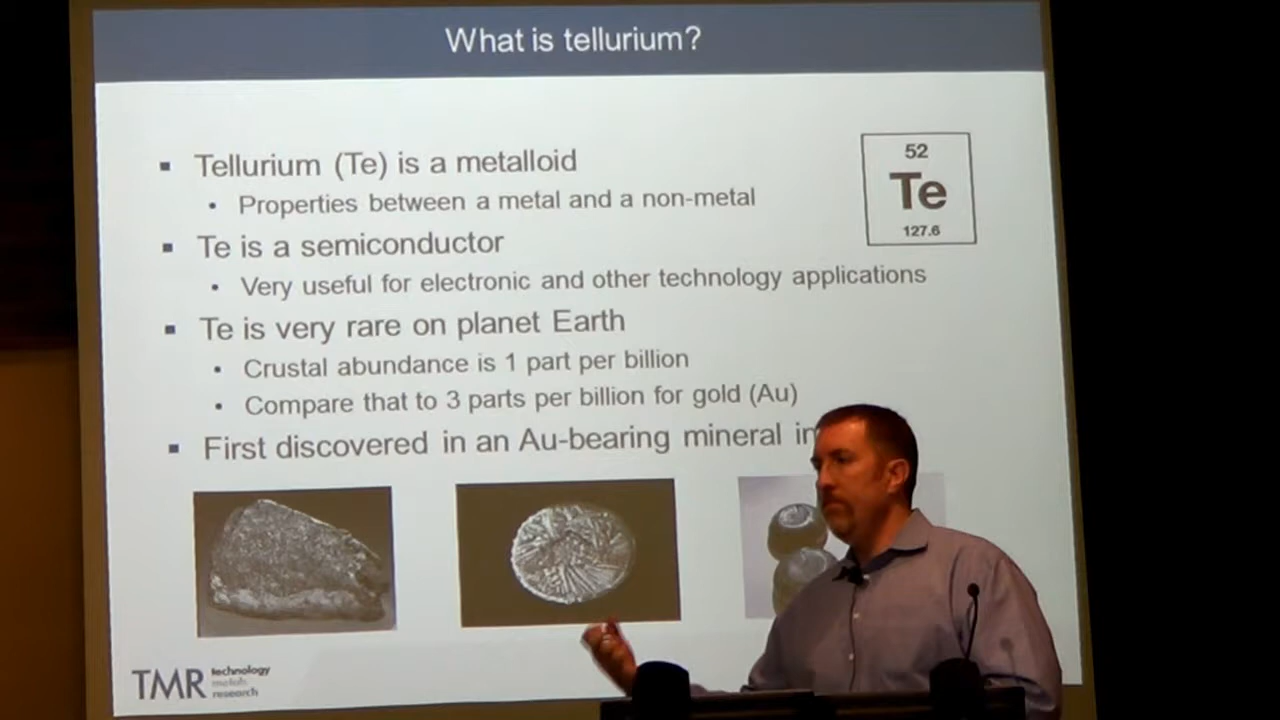 What is tellurium?
Tellurium (Te) is a metalloid
Properties between a metal and a non-metal
Te is a semiconductor
Very useful for electronic and other technology applications
Te is very rare on planet Earth
Crustal abundance is 1 part per billion
Compare that to 3 parts per billion for gold (Au)
First discovered in an Au-bearing mineral in
52
Te
127.6
TMR
technology
metals
research